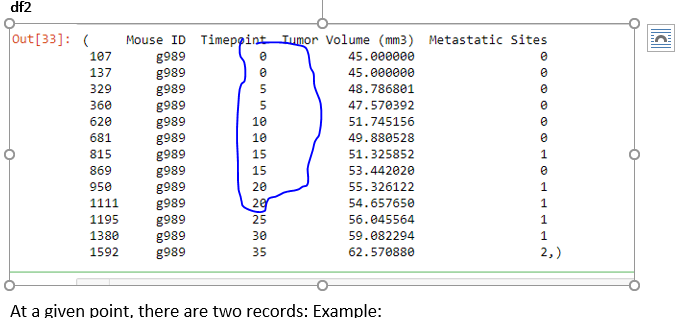 df2
Out[33]: ( Mouse ID Timepoint Tumor Volume (mm3) Metastatic Sites
107 g989 0 45.000000 0
137 g989 0 45.000000 0
329 g989 5 48.786801 0
360 g989 5 47.570392 0
620 g989 10 51.745156 0
681 g989 10 49.880528 0
815 g989 15 51.325852 1
869 g989 15 53.442020 0
950 g989 20 55.326122 1
1111 g989 20 54.657650 1
1195 g989 25 56.045564 1
1380 g989 30 59.082294 1
1592 g989 35 62.570880 2,)
At a given point, there are two records: Example: